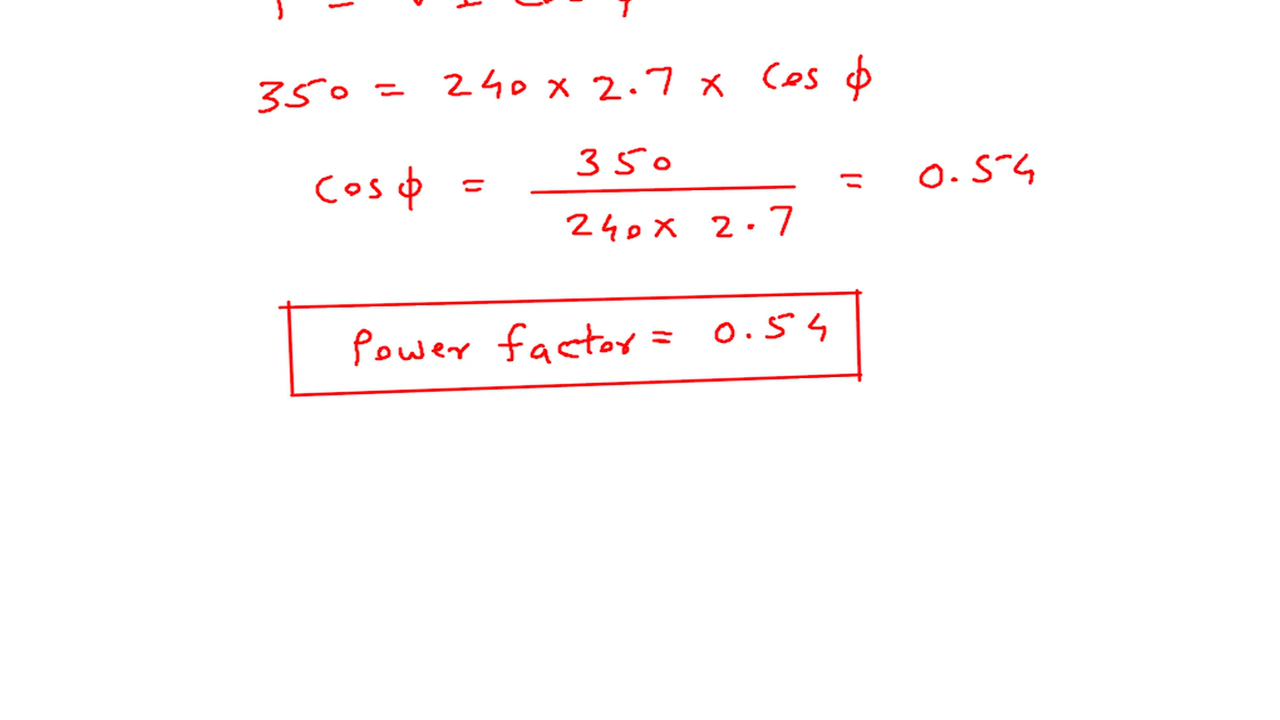 350 = 240 x 2.7 x cos ϕ
cos ϕ = 350 / 240 x 2.7 = 0.54
Power factor = 0.54